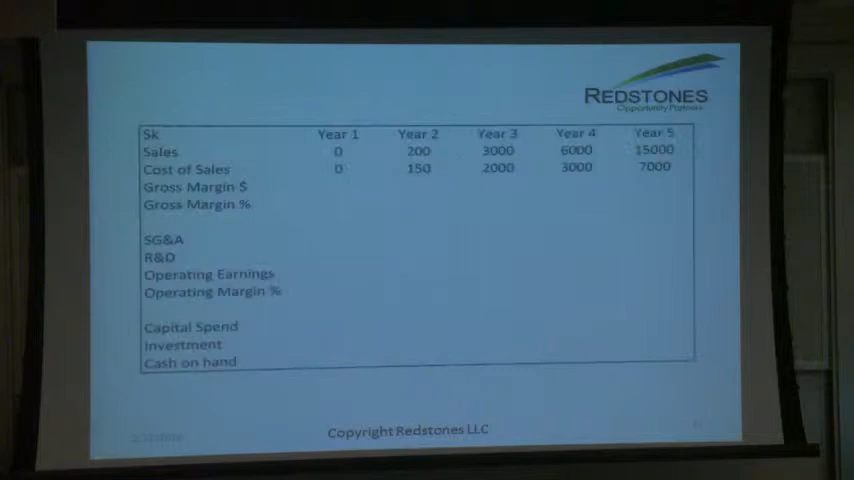 REDSTONES
Opportunity Partners
$k Year 1 Year 2 Year 3 Year 4 Year 5
Sales 0 200 3000 6000 15000
Cost of Sales 0 150 2000 3000 7000
Gross Margin $
Gross Margin %
SG&A
R&D
Operating Earnings
Operating Margin %
Capital Spend
Investment
Cash on hand
Copyright Redstones LLC